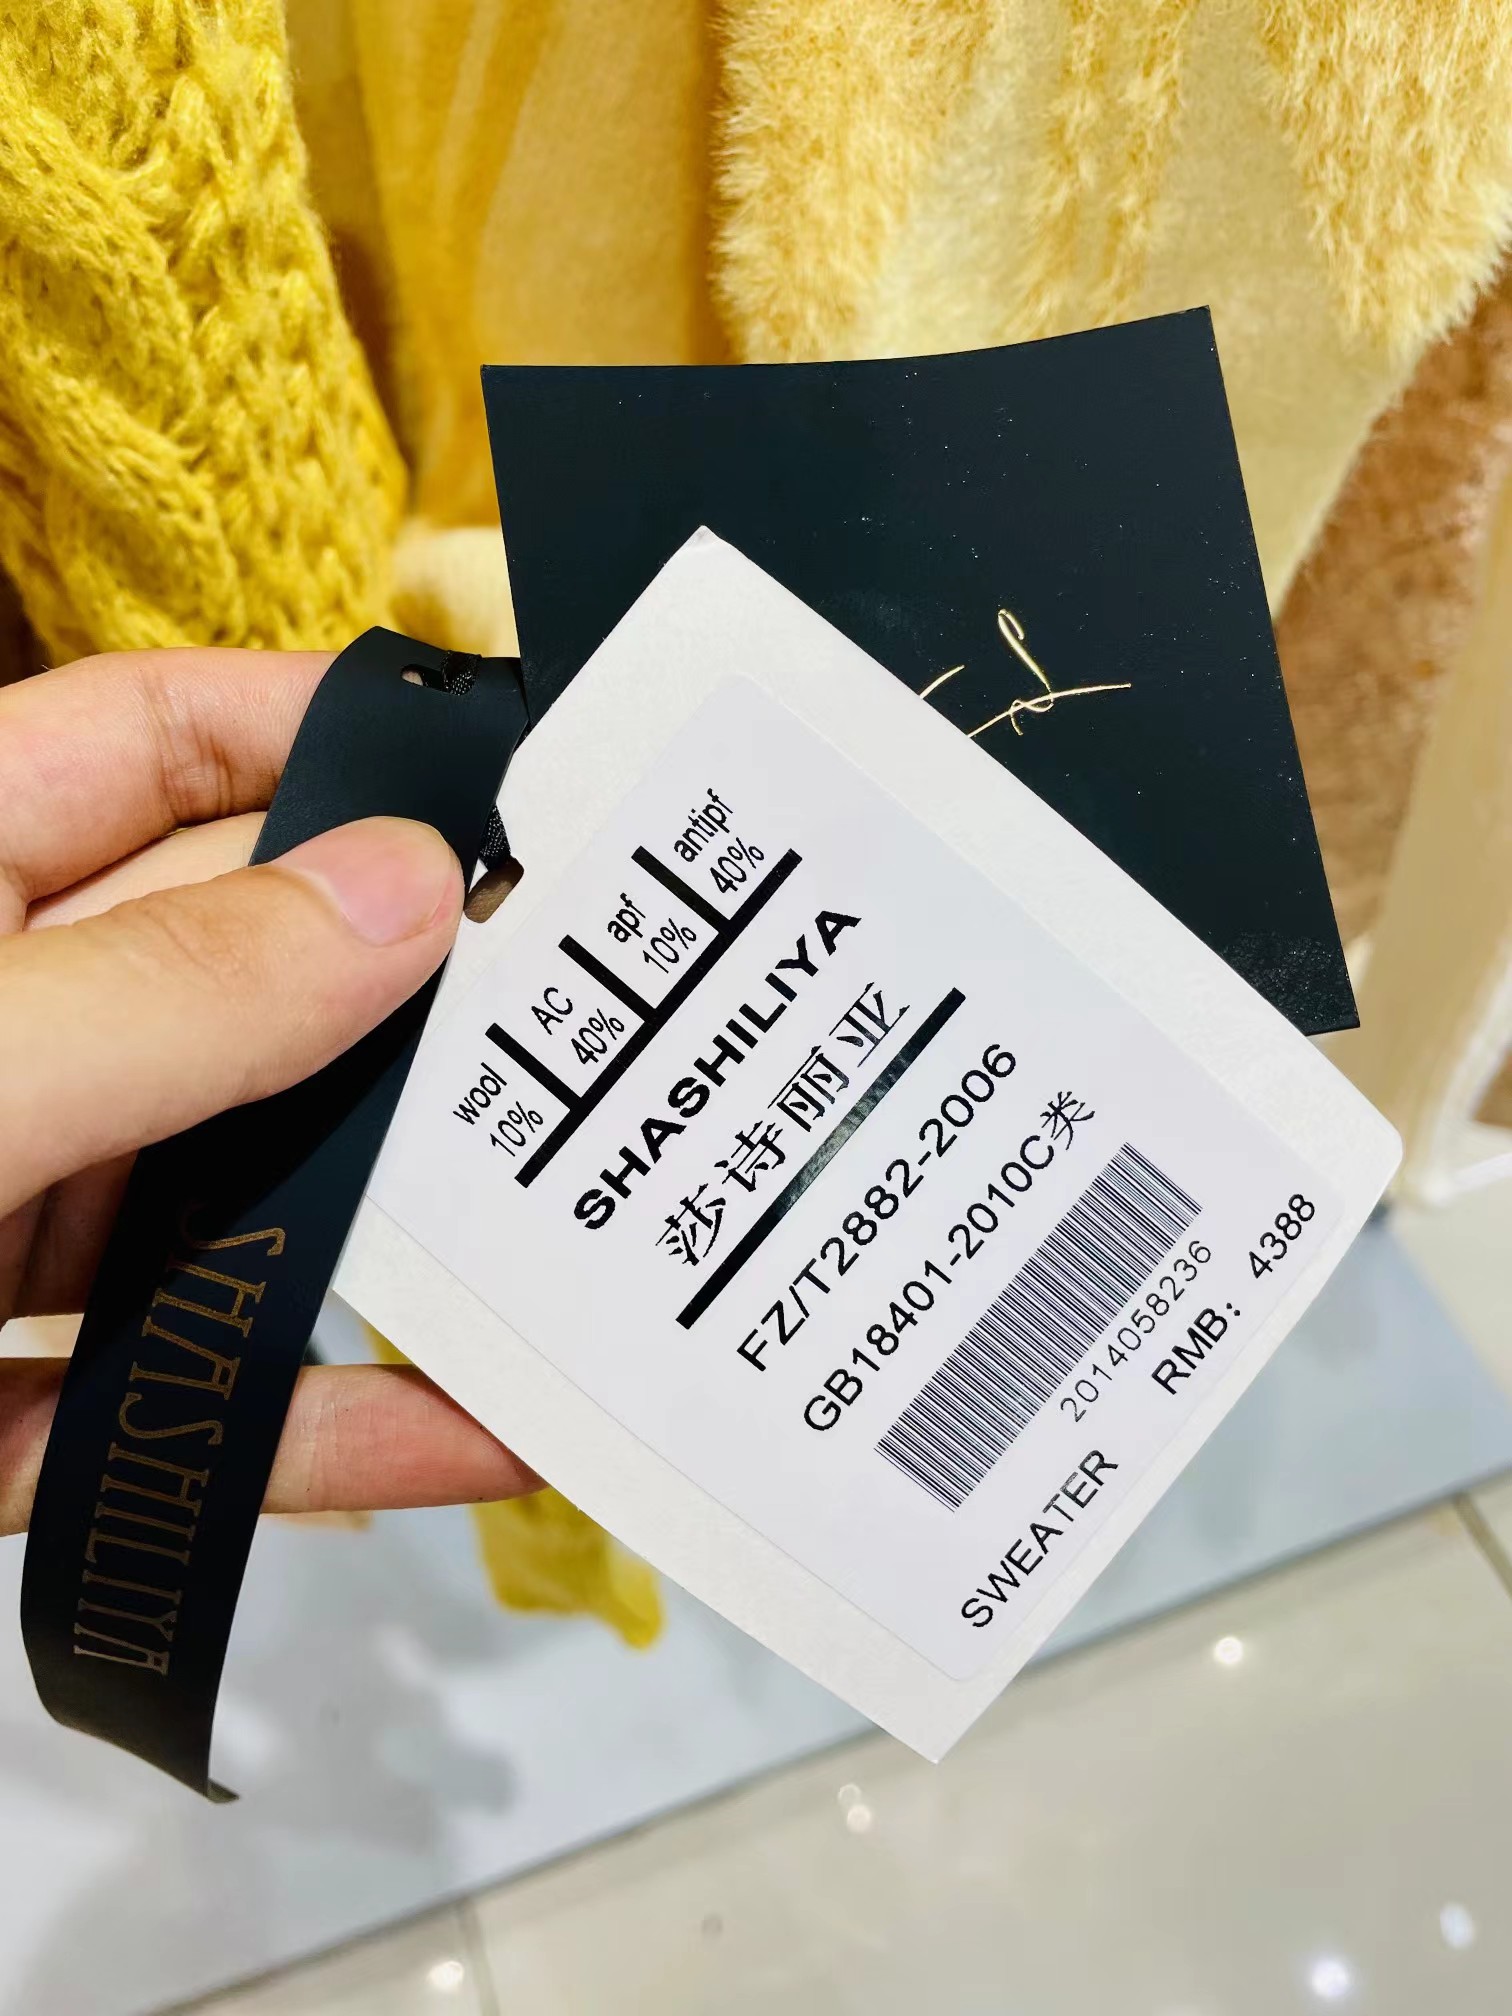 wool AC apf antipf
10% 40% 10% 40%
SHASHILIYA
莎诗丽亚
FZ/T2882-2006
GB18401-2010C类
2014058236
RMB: 4388
SWEATER
SHASHILIYA